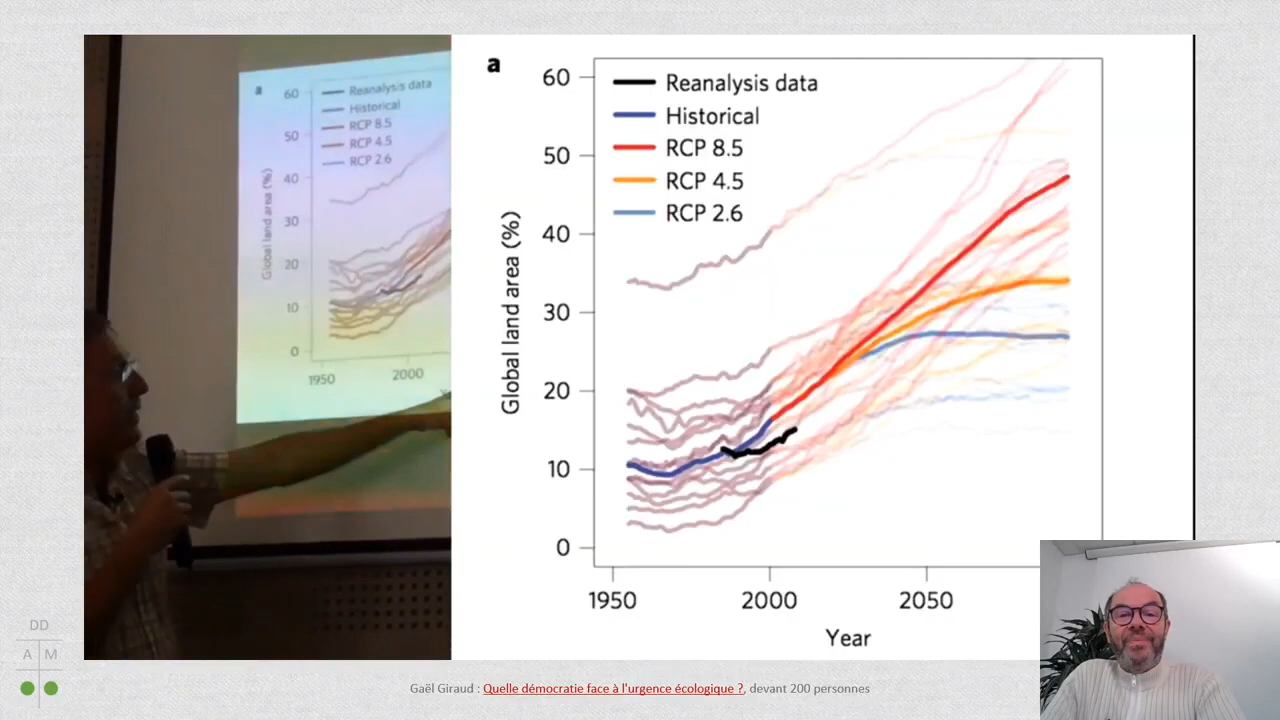 a
60
50
40
30
20
10
0
Global land area (%)
Reanalysis data
Historical
RCP 8.5
RCP 4.5
RCP 2.6
1950
2000
a
60
50
40
30
20
10
0
Global land area (%)
Reanalysis data
Historical
RCP 8.5
RCP 4.5
RCP 2.6
1950
2000
2050
Year
DD
A M
Gaël Giraud : Quelle démocratie face à l'urgence écologique ?, devant 200 personnes